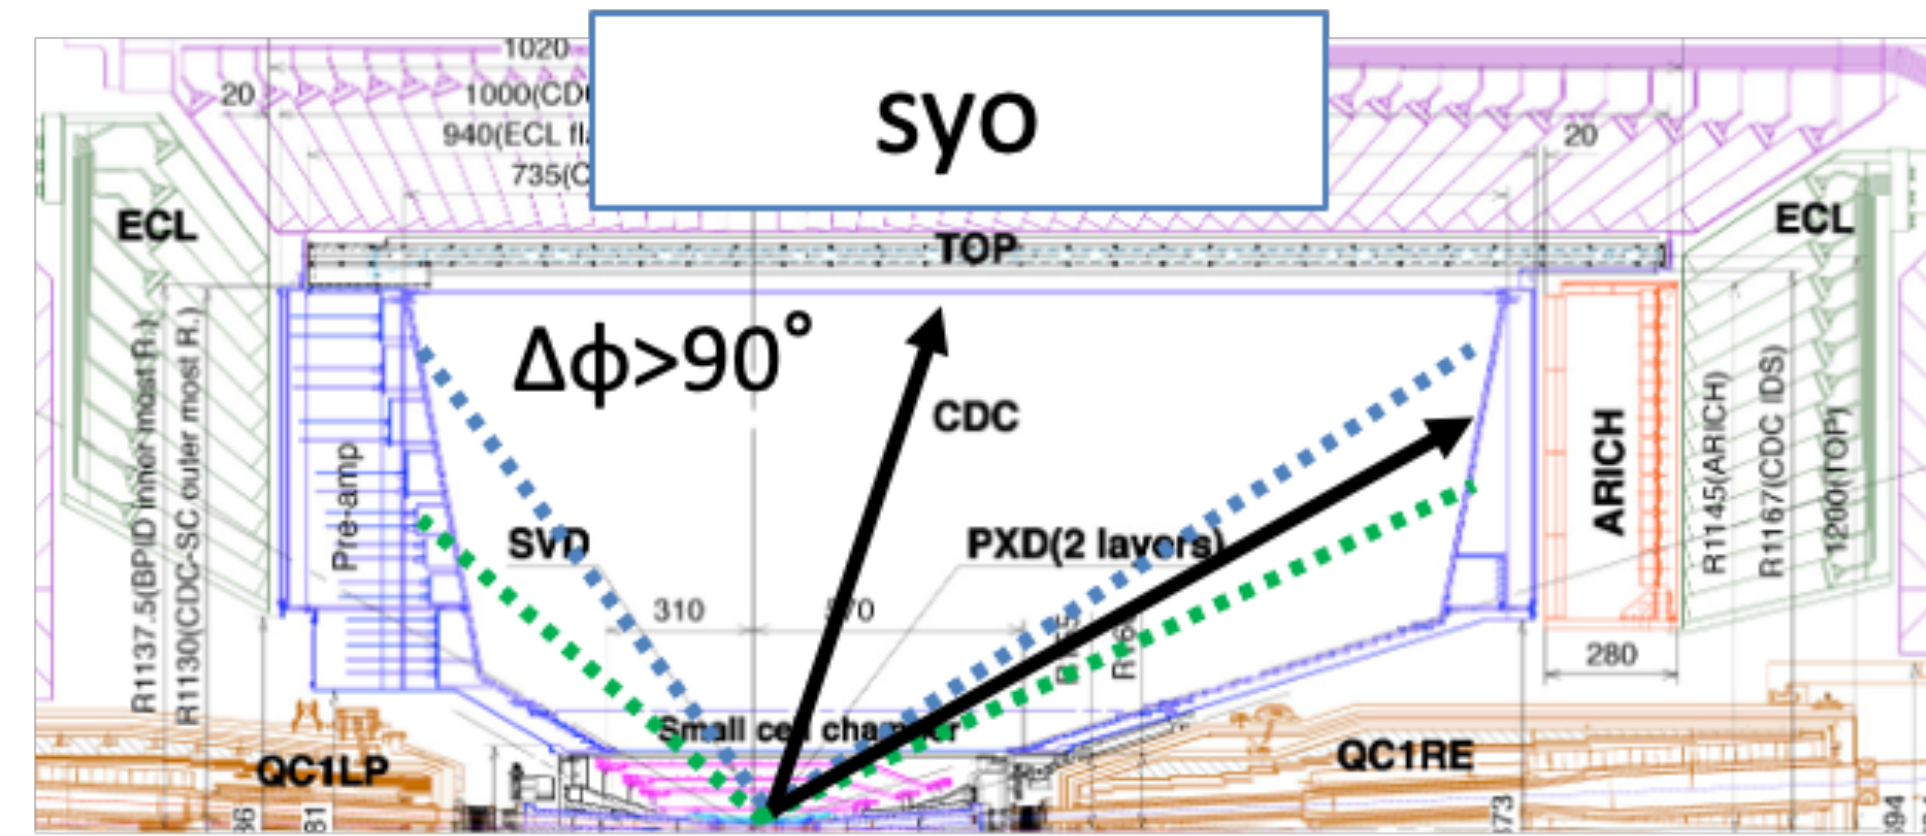 syo
1020
20
1000(CD
940(ECL fl
735(C
20
ECL
TOP
ECL
Δϕ>90°
CDC
Pre-amp
SVD
PXD(2 layers)
ARICH
310
R1137.5(BPID inner most R.)
R1130(CDC-SC outer most R.)
R1145(ARICH)
R1167(CDC IDS)
1200(TOP)
280
Small cell chamber
QC1LP
QC1RE